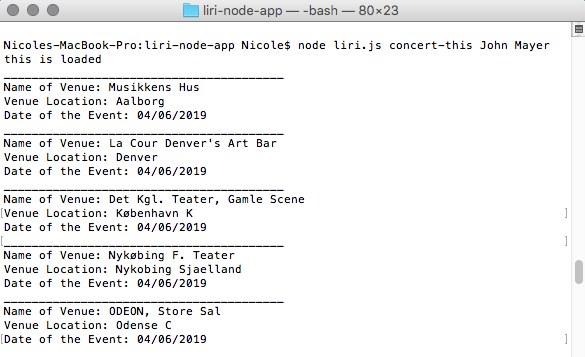 liri-node-app — -bash — 80×23
Nicoles-MacBook-Pro:liri-node-app Nicole$ node liri.js concert-this John Mayer
this is loaded
________________________________________
Name of Venue: Musikkens Hus
Venue Location: Aalborg
Date of the Event: 04/06/2019
________________________________________
Name of Venue: La Cour Denver's Art Bar
Venue Location: Denver
Date of the Event: 04/06/2019
________________________________________
Name of Venue: Det Kgl. Teater, Gamle Scene
[Venue Location: København K ]
Date of the Event: 04/06/2019
[________________________________________ ]
Name of Venue: Nykøbing F. Teater
Venue Location: Nykobing Sjaelland
Date of the Event: 04/06/2019
________________________________________
Name of Venue: ODEON, Store Sal
Venue Location: Odense C
[Date of the Event: 04/06/2019 ]